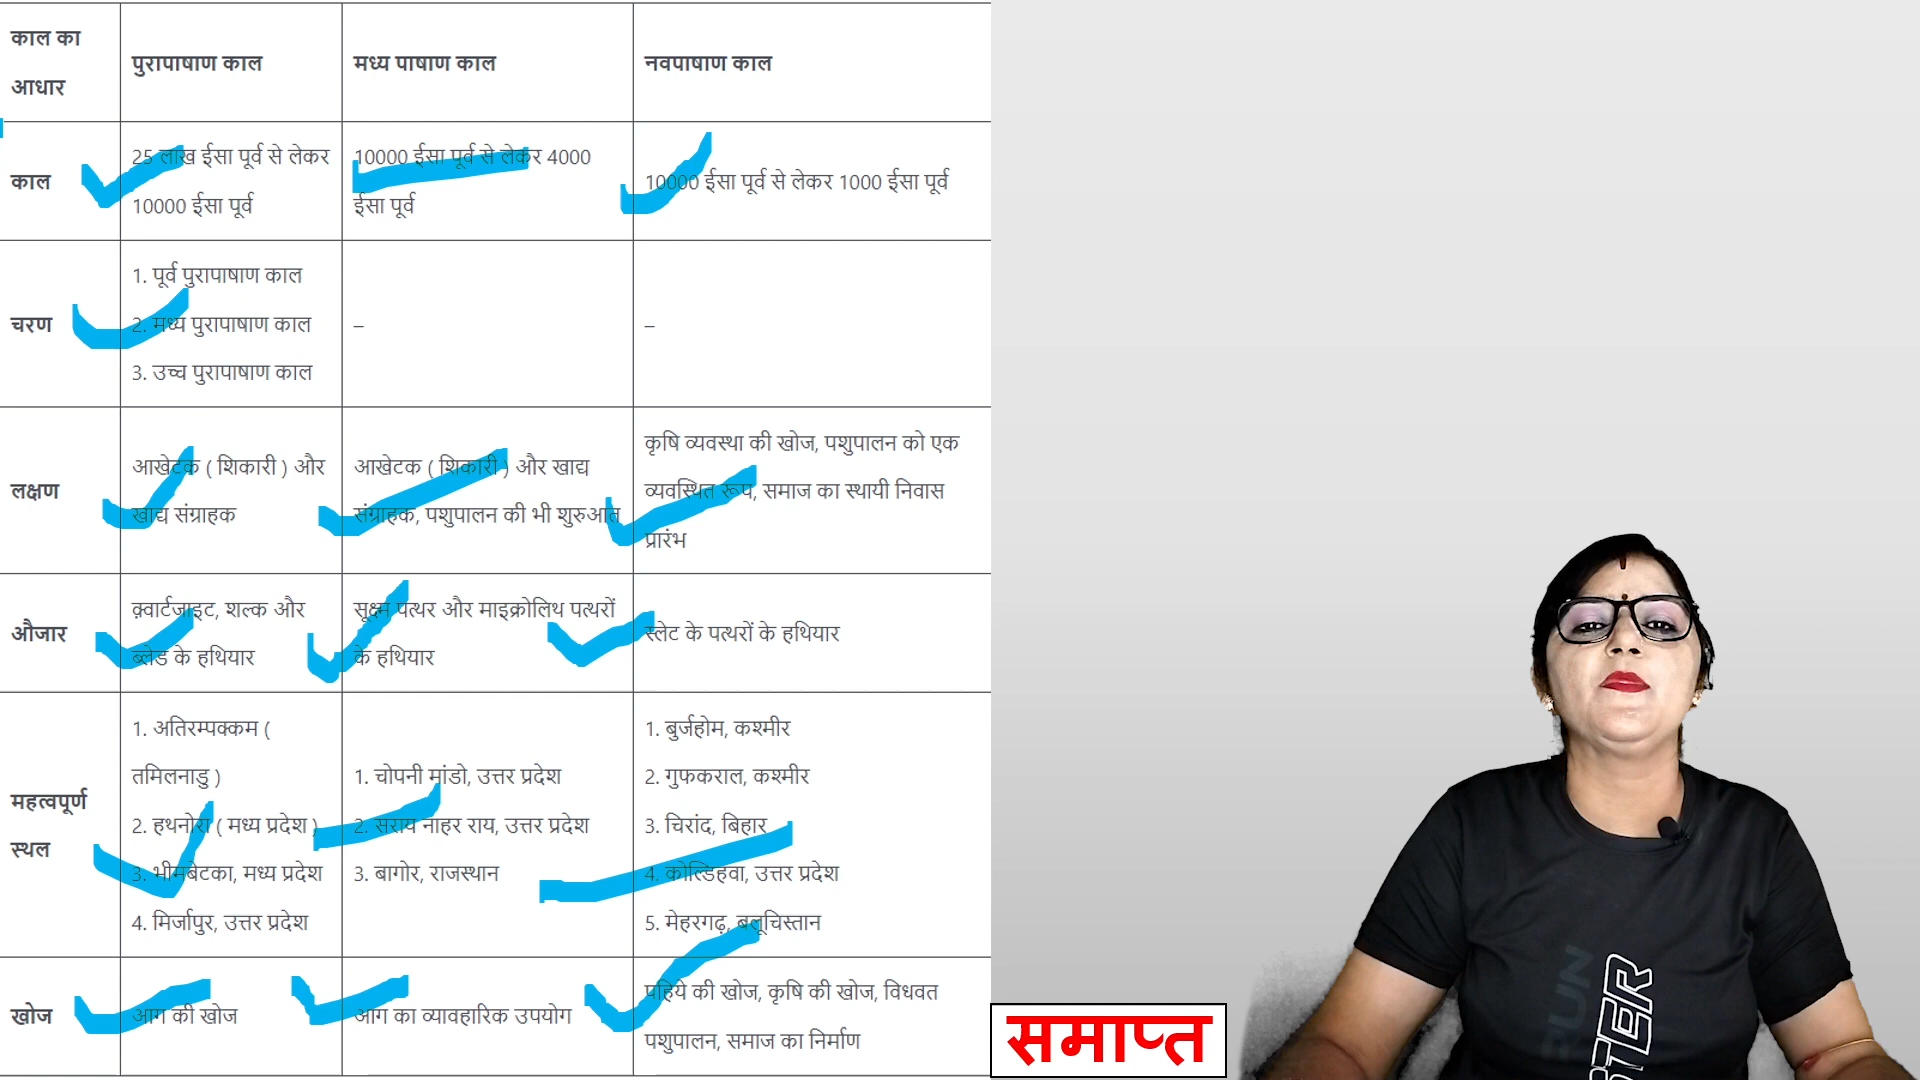 काल का
आधार
पुरापाषाण काल
मध्य पाषाण काल
नवपाषाण काल
काल
25 लाख ईसा पूर्व से लेकर
10000 ईसा पूर्व
10000 ईसा पूर्व से लेकर 4000
ईसा पूर्व
10000 ईसा पूर्व से लेकर 1000 ईसा पूर्व
चरण
1. पूर्व पुरापाषाण काल
2. मध्य पुरापाषाण काल
3. उच्च पुरापाषाण काल
–
–
लक्षण
आखेटक ( शिकारी ) और
खाद्य संग्राहक
आखेटक ( शिकारी ) और खाद्य
संग्राहक, पशुपालन की भी शुरुआत
कृषि व्यवस्था की खोज, पशुपालन को एक
व्यवस्थित रूप, समाज का स्थायी निवास
प्रारंभ
औजार
क़्वार्टजाइट, शल्क और
ब्लेड के हथियार
सूक्ष्म पत्थर और माइक्रोलिथ पत्थरों
के हथियार
स्लेट के पत्थरों के हथियार
महत्वपूर्ण
स्थल
1. अतिरम्पक्कम (
तमिलनाडु )
2. हथनोरा ( मध्य प्रदेश )
3. भीमबेटका, मध्य प्रदेश
4. मिर्जापुर, उत्तर प्रदेश
1. चोपनी मांडो, उत्तर प्रदेश
2. सराय नाहर राय, उत्तर प्रदेश
3. बागोर, राजस्थान
1. बुर्जहोम, कश्मीर
2. गुफकराल, कश्मीर
3. चिरांद, बिहार
4. कोल्डिहवा, उत्तर प्रदेश
5. मेहरगढ़, बलूचिस्तान
खोज
आग की खोज
आग का व्यावहारिक उपयोग
पहिये की खोज, कृषि की खोज, विधवत
पशुपालन, समाज का निर्माण
समाप्त
RUN